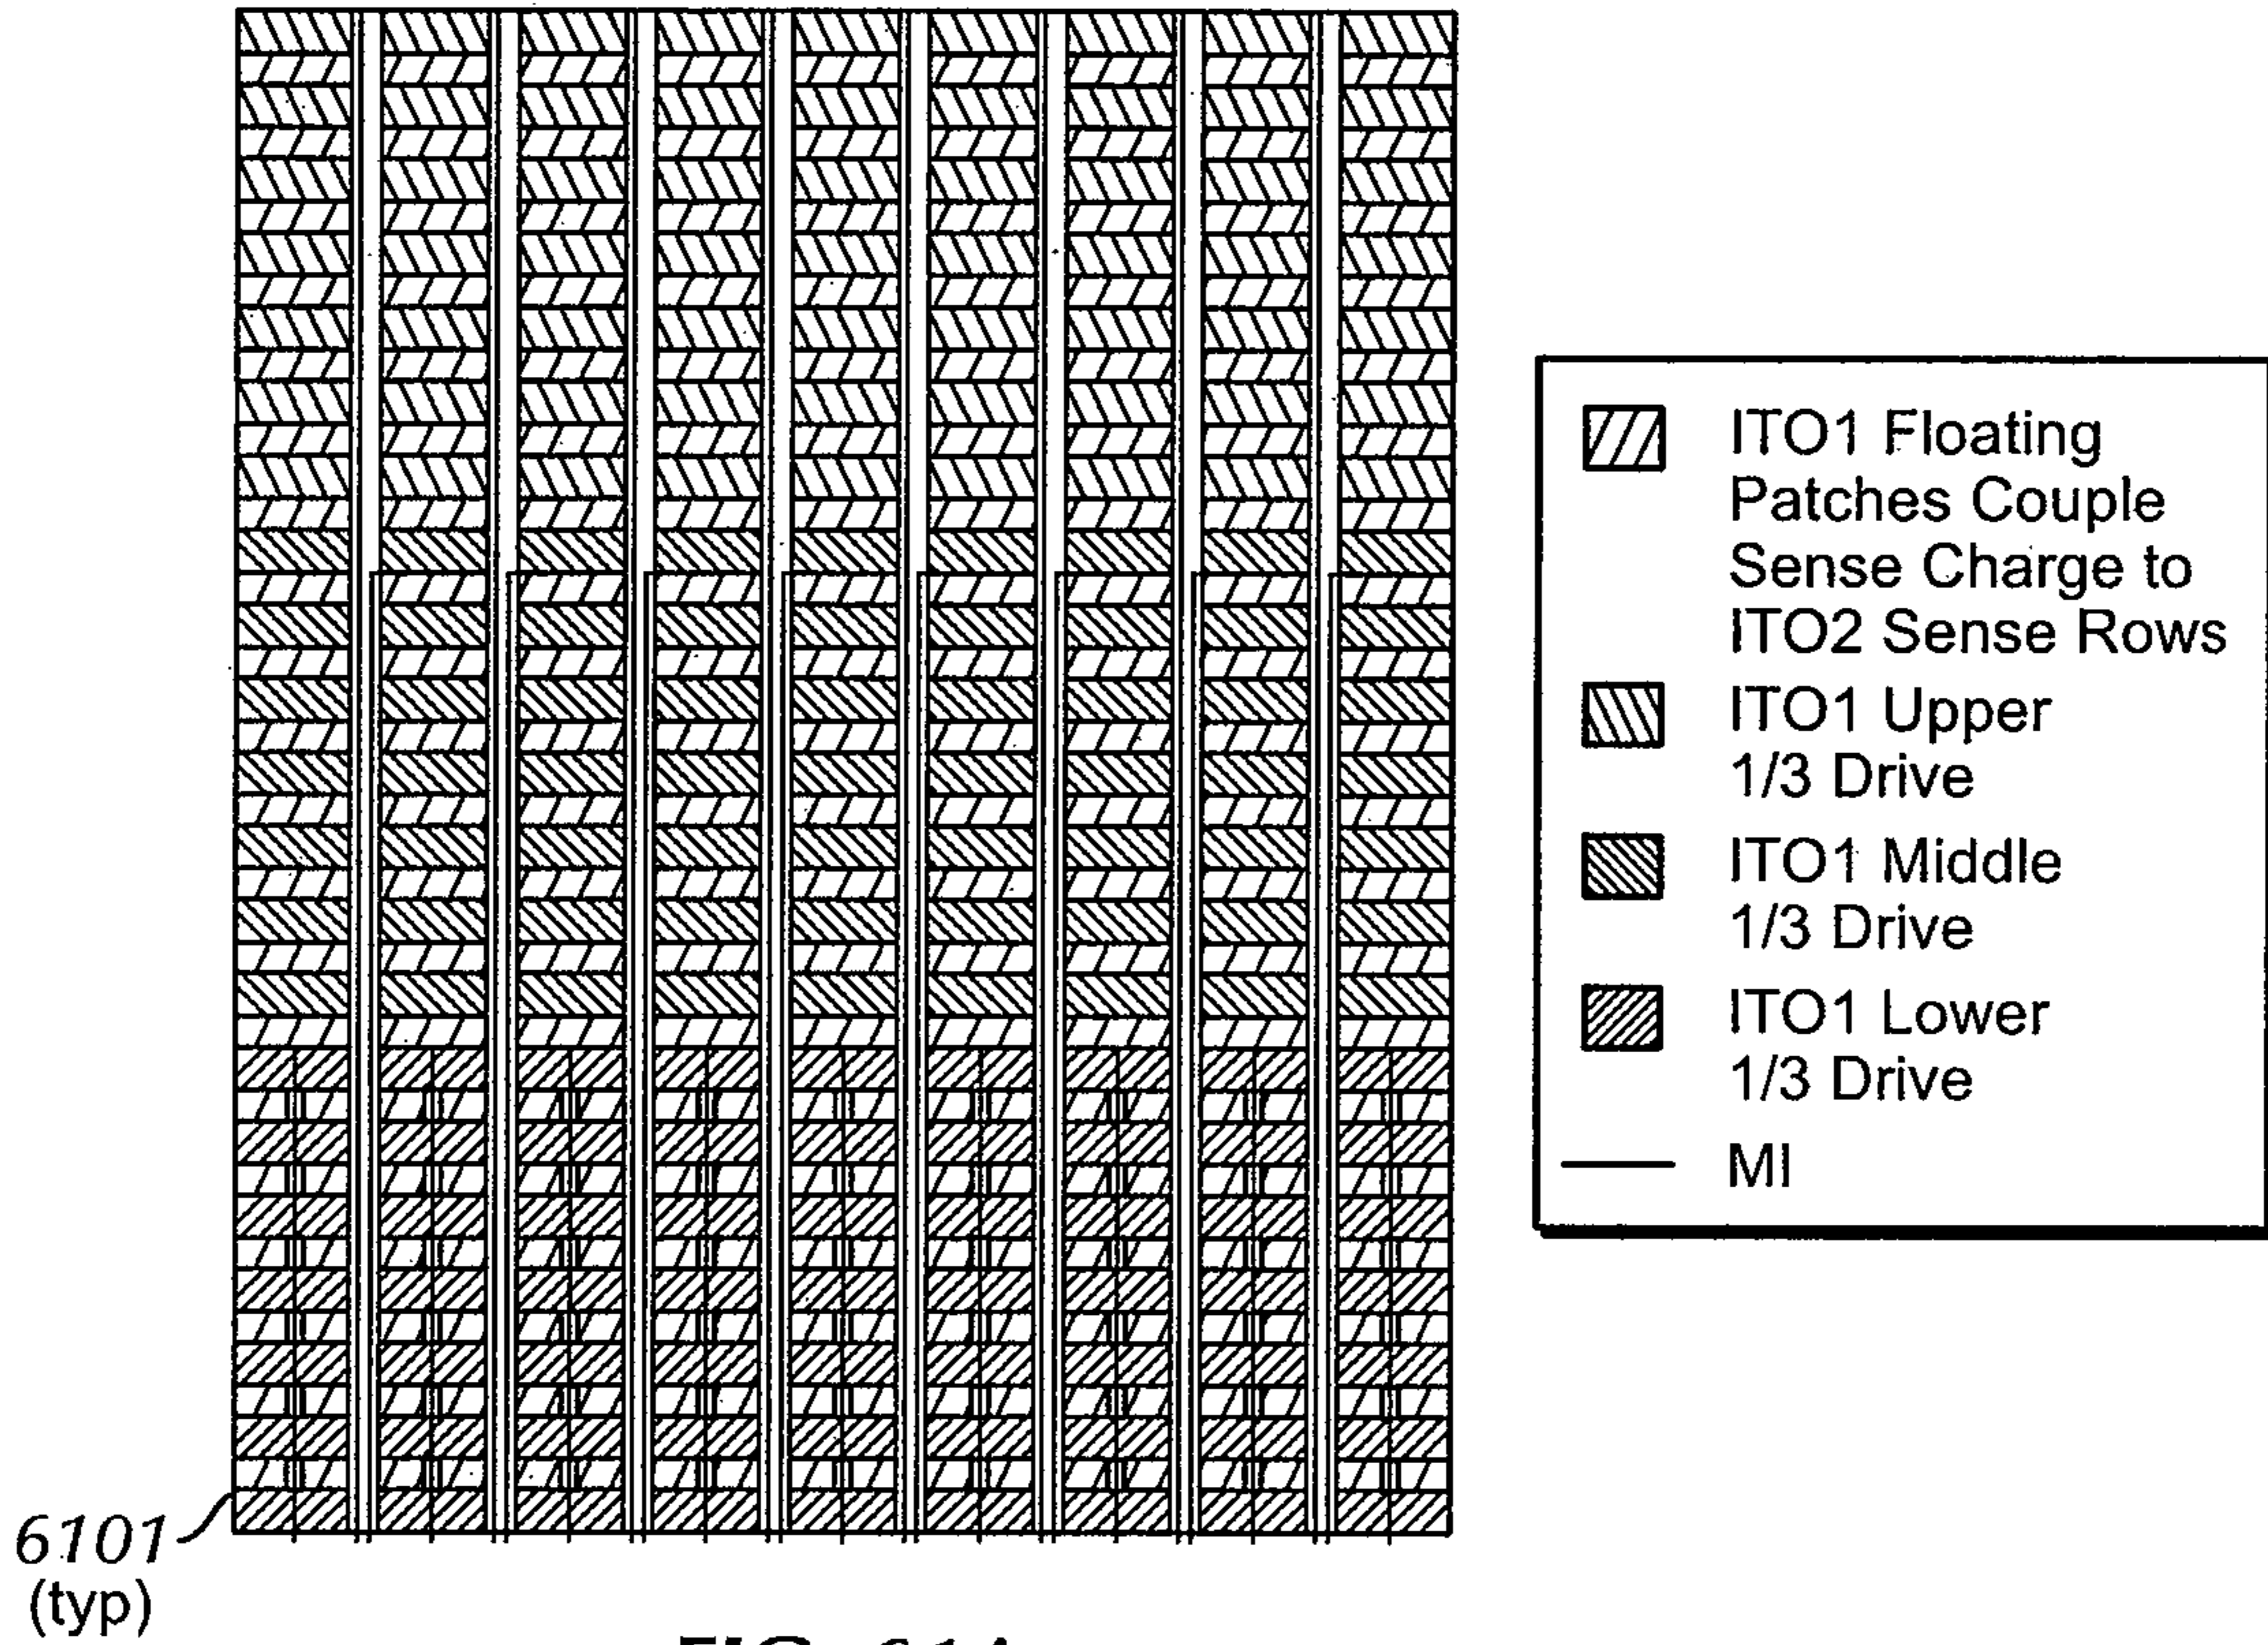 ITO1 Floating
Patches Couple
Sense Charge to
ITO2 Sense Rows
ITO1 Upper
1/3 Drive
ITO1 Middle
1/3 Drive
ITO1 Lower
1/3 Drive
MI
6101
(typ)